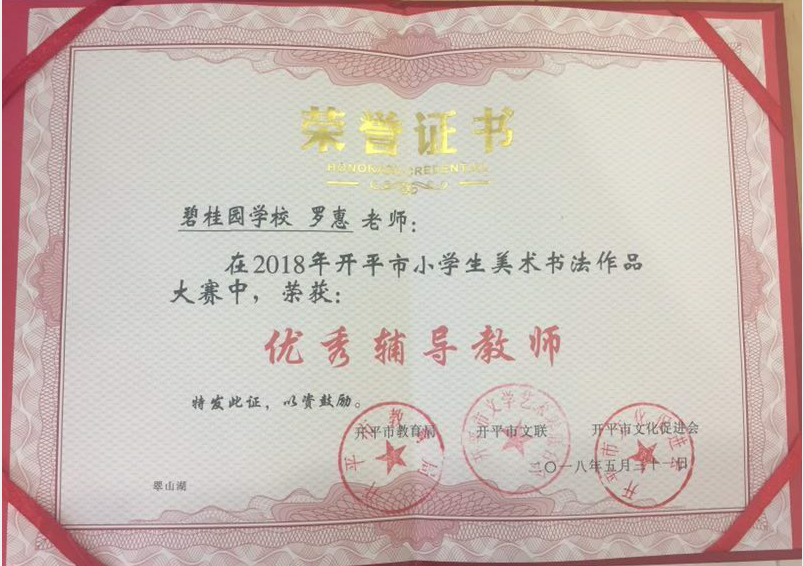 荣誉证书
HONORARY CREDENTIAL
碧桂园学校 罗惠 老师:
在2018年开平市小学生美术书法作品
大赛中, 荣获:
优秀辅导教师
特发此证, 以资鼓励。
开平市教育局 开平市文联 开平市文化促进会
二〇一八年五月三十一日
翠山湖